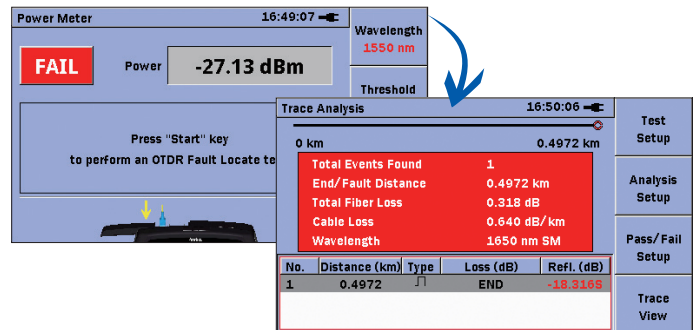 Power Meter 16:49:07
Wavelength
1550 nm
FAIL Power -27.13 dBm
Threshold
Press "Start" key
to perform an OTDR Fault Locate te
Trace Analysis 16:50:06
0 km 0.4972 km
Total Events Found 1
End/Fault Distance 0.4972 km
Total Fiber Loss 0.318 dB
Cable Loss 0.640 dB/km
Wavelength 1650 nm SM
No. Distance (km) Type Loss (dB) Refl. (dB)
1 0.4972 END -18.316S
Test
Setup
Analysis
Setup
Pass/Fail
Setup
Trace
View